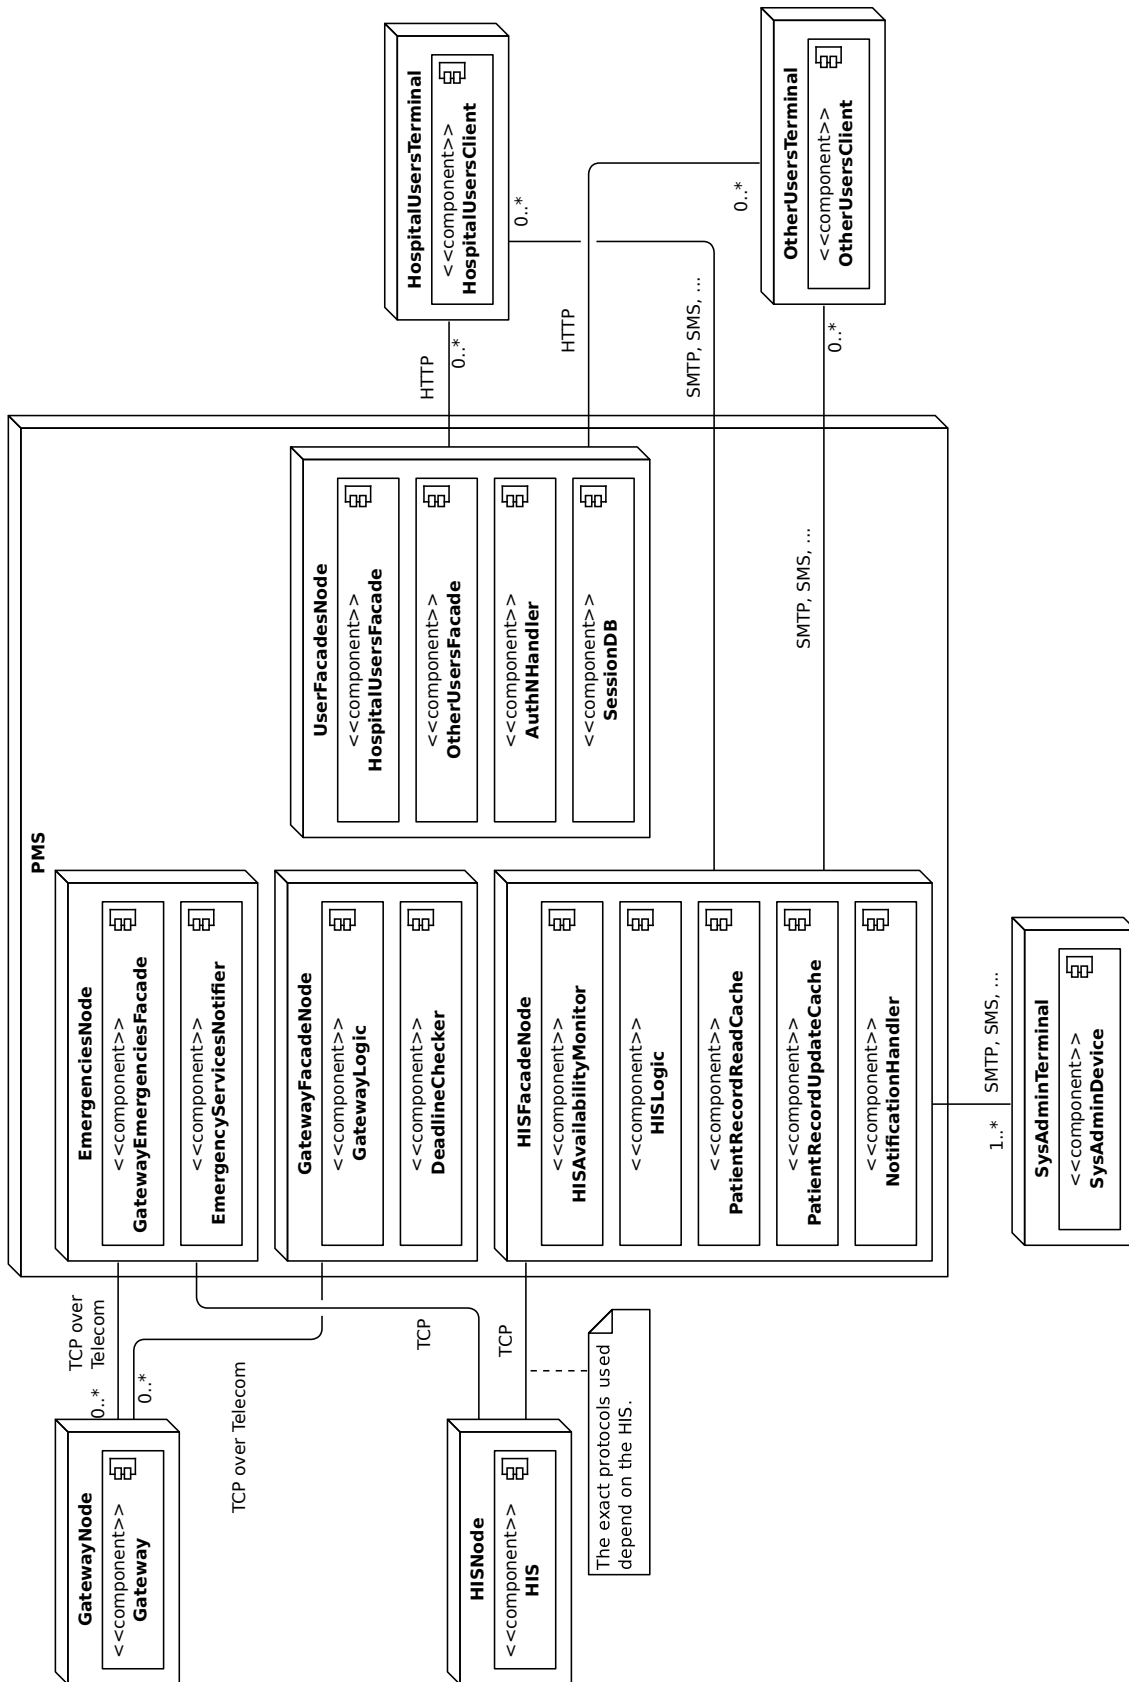 PMS
GatewayNode
<<component>>
Gateway
0..*
TCP over
Telecom
0..*
TCP over Telecom
EmergenciesNode
<<component>>
GatewayEmergenciesFacade
<<component>>
EmergencyServicesNotifier
GatewayFacadeNode
<<component>>
GatewayLogic
<<component>>
DeadlineChecker
HISNode
<<component>>
HIS
TCP
TCP
The exact protocols used
depend on the HIS.
HISFacadeNode
<<component>>
HISAvailabilityMonitor
<<component>>
HISLogic
<<component>>
PatientRecordReadCache
<<component>>
PatientRecordUpdateCache
<<component>>
NotificationHandler
UserFacadesNode
<<component>>
HospitalUsersFacade
<<component>>
OtherUsersFacade
<<component>>
AuthNHandler
<<component>>
SessionDB
HospitalUsersTerminal
<<component>>
HospitalUsersClient
HTTP
0..*
0..*
HTTP
SMTP, SMS, ...
0..*
OtherUsersTerminal
<<component>>
OtherUsersClient
SMTP, SMS, ...
0..*
1..*
SMTP, SMS, ...
SysAdminTerminal
<<component>>
SysAdminDevice